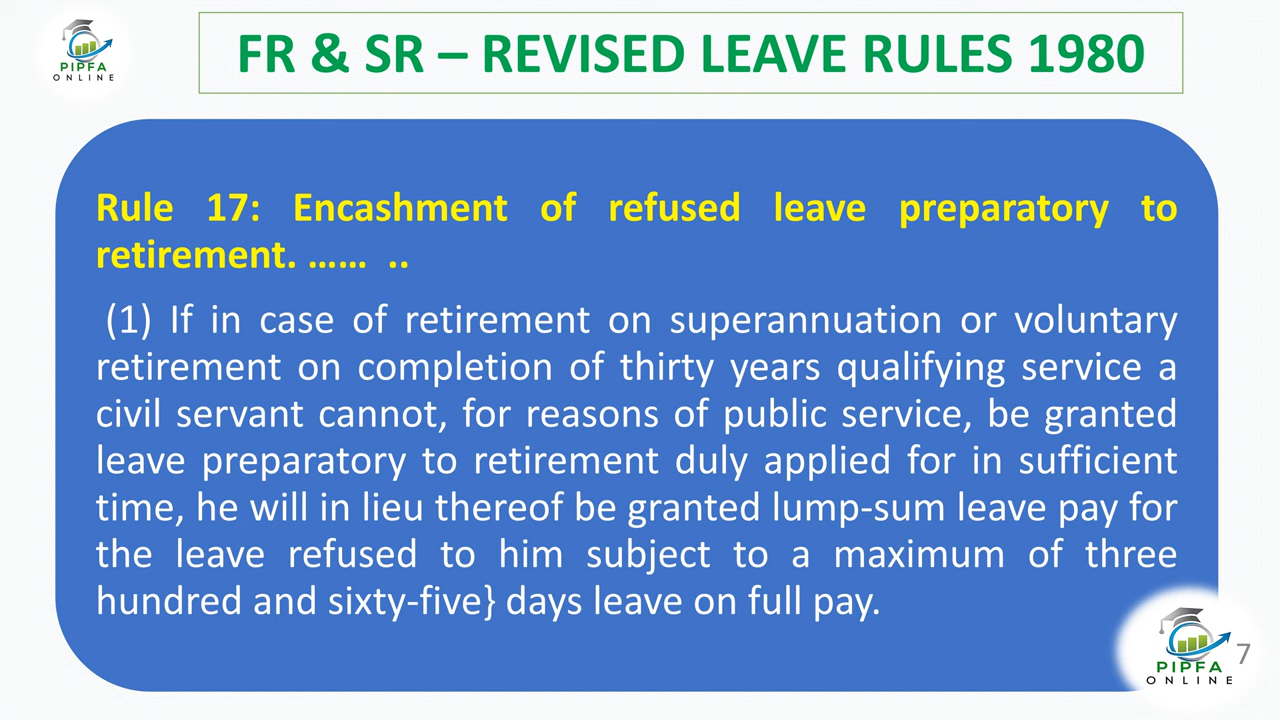 PIPFA
ONLINE
FR & SR – REVISED LEAVE RULES 1980
Rule 17: Encashment of refused leave preparatory to
retirement. …… ..
(1) If in case of retirement on superannuation or voluntary
retirement on completion of thirty years qualifying service a
civil servant cannot, for reasons of public service, be granted
leave preparatory to retirement duly applied for in sufficient
time, he will in lieu thereof be granted lump-sum leave pay for
the leave refused to him subject to a maximum of three
hundred and sixty-five} days leave on full pay.
PIPFA
ONLINE
7